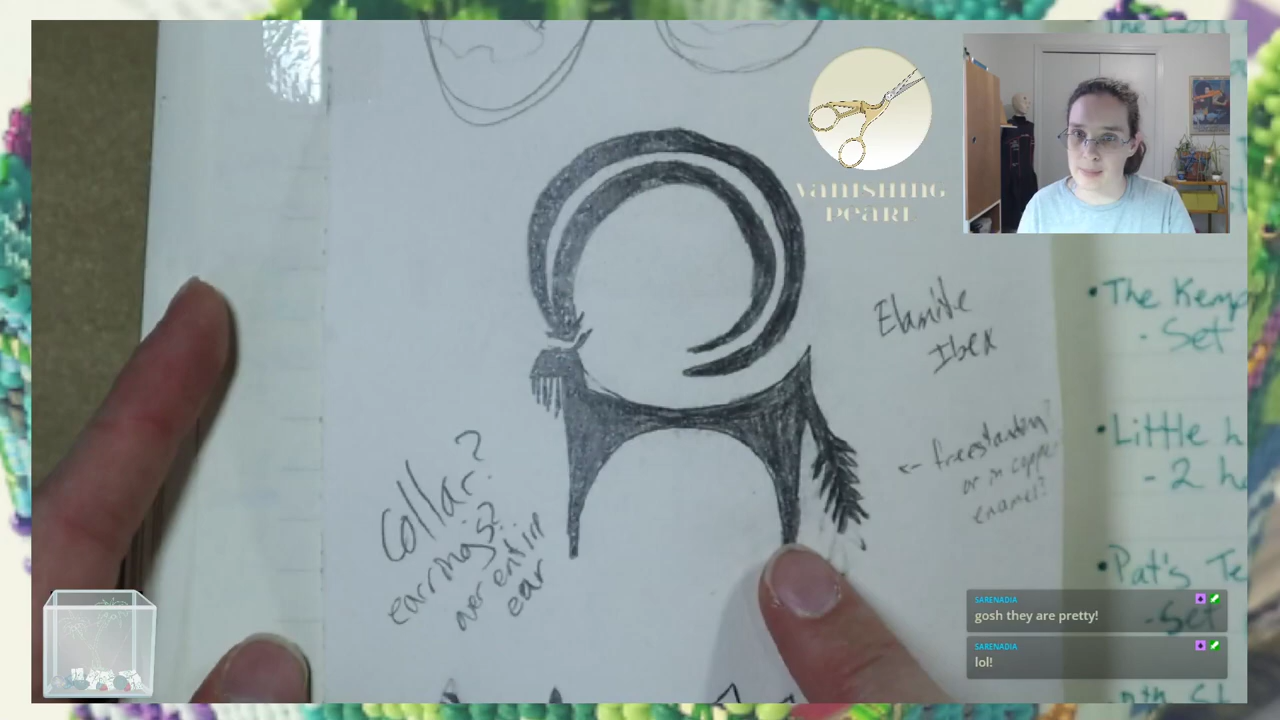 VANISHING
PEARL
Elamite
Ibex
<- freestanding?
or in copper
enamel?
Collar?
earrings?
over entire
ear
• The Kemp
- Set
• Little h
- 2 h
• Pat's Te
- Set
SARENADIA
gosh they are pretty!
SARENADIA
lol!